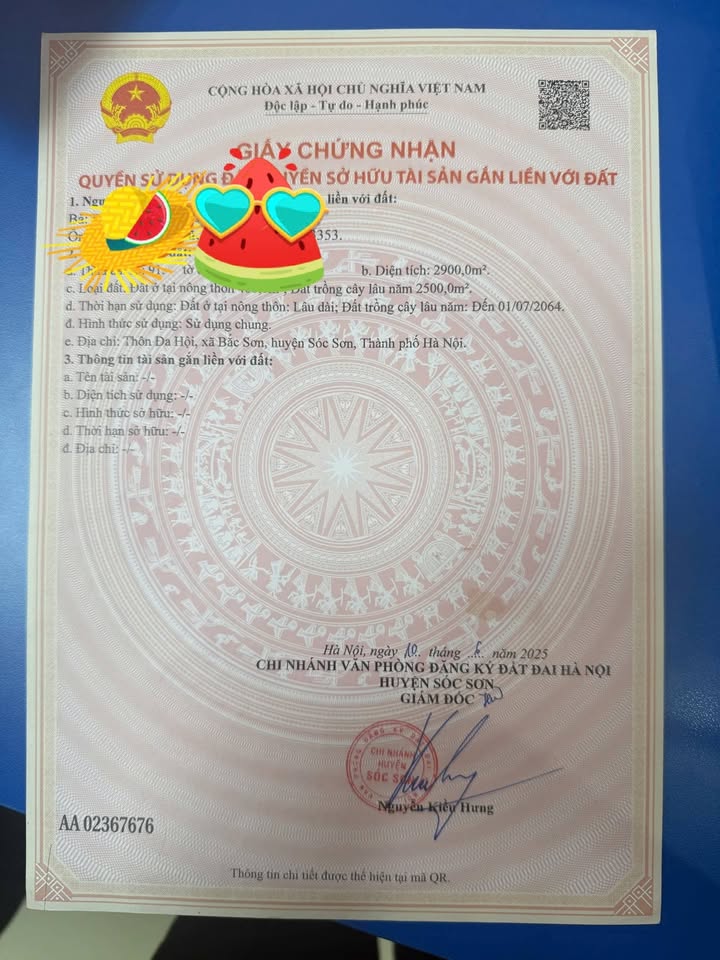 CỘNG HÒA XÃ HỘI CHỦ NGHĨA VIỆT NAM
Độc lập - Tự do - Hạnh phúc
GIẤY CHỨNG NHẬN
QUYỀN SỬ DỤNG SỞ HỮU TÀI SẢN GẮN LIỀN VỚI ĐẤT
1. liền với đất:
353.
b. Diện tích: 2900,0m².
c. Loại đất: Đất ở tại nông thôn Đất trồng cây lâu năm 2500,0m².
d. Thời hạn sử dụng: Đất ở tại nông thôn: Lâu dài; Đất trồng cây lâu năm: Đến 01/07/2064.
đ. Hình thức sử dụng: Sử dụng chung.
e. Địa chỉ: Thôn Đa Hội, xã Bắc Sơn, huyện Sóc Sơn, Thành phố Hà Nội.
3. Thông tin tài sản gắn liền với đất:
a. Tên tài sản: -/-
b. Diện tích sử dụng: -/-
c. Hình thức sở hữu: -/-
d. Thời hạn sở hữu: -/-
đ. Địa chỉ: -/-
Hà Nội, ngày 10 tháng năm 2025
CHI NHÁNH VĂN PHÒNG ĐĂNG KÝ ĐẤT ĐAI HÀ NỘI
HUYỆN SÓC SƠN
GIÁM ĐỐC
CHI NHÁNH
HUYỆN
SÓC SƠN
Nguyễn Kiều Hưng
AA 02367676
Thông tin chi tiết được thể hiện tại mã QR.